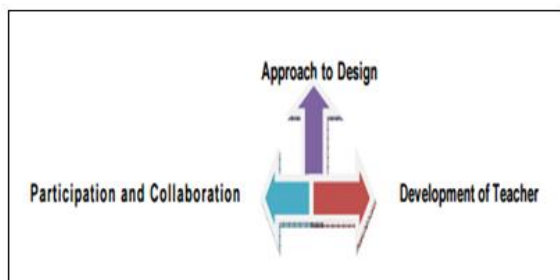 Approach to Design
Participation and Collaboration
Development of Teacher